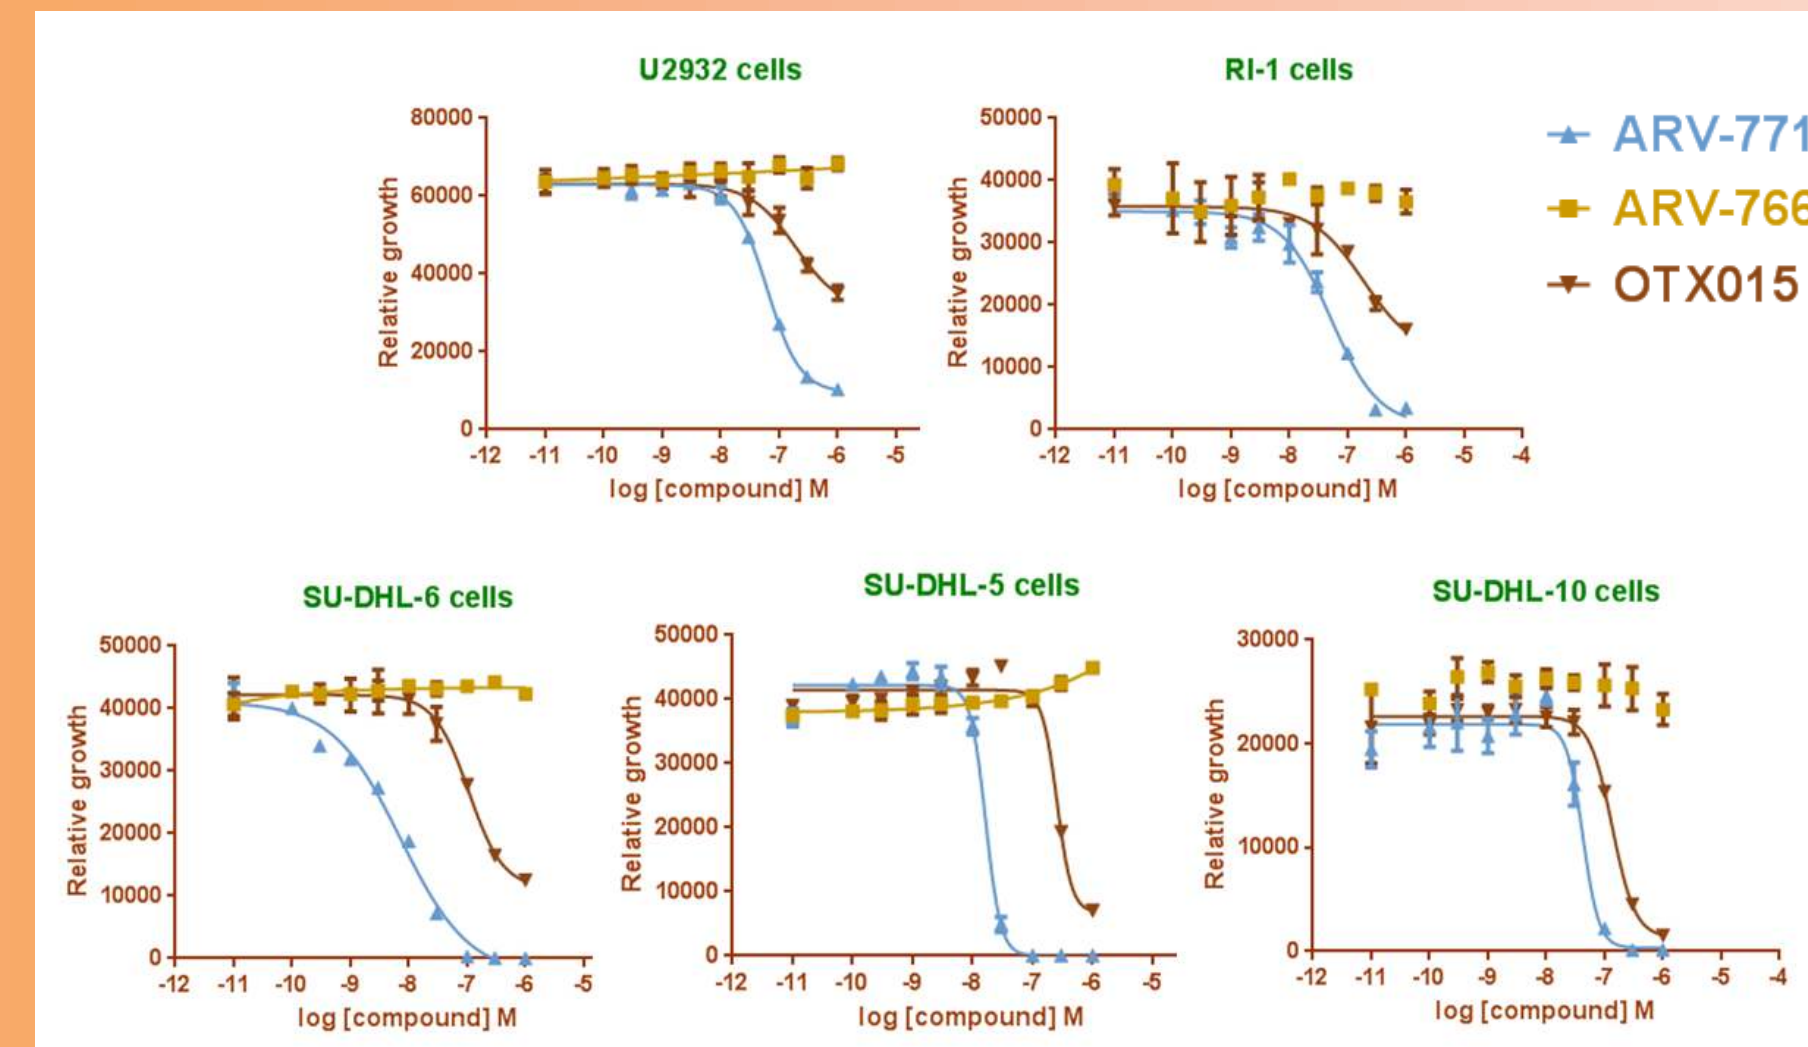 U2932 cells
80000
60000
40000
20000
0
Relative growth
-12 -11 -10 -9 -8 -7 -6 -5
log [compound] M
RI-1 cells
50000
40000
30000
20000
10000
0
Relative growth
-12 -11 -10 -9 -8 -7 -6 -5 -4
log [compound] M
ARV-771
ARV-766
OTX015
SU-DHL-6 cells
50000
40000
30000
20000
10000
0
Relative growth
-12 -11 -10 -9 -8 -7 -6 -5
log [compound] M
SU-DHL-5 cells
50000
40000
30000
20000
10000
0
Relative growth
-12 -11 -10 -9 -8 -7 -6 -5
log [compound] M
SU-DHL-10 cells
30000
20000
10000
0
Relative growth
-12 -11 -10 -9 -8 -7 -6 -5 -4
log [compound] M